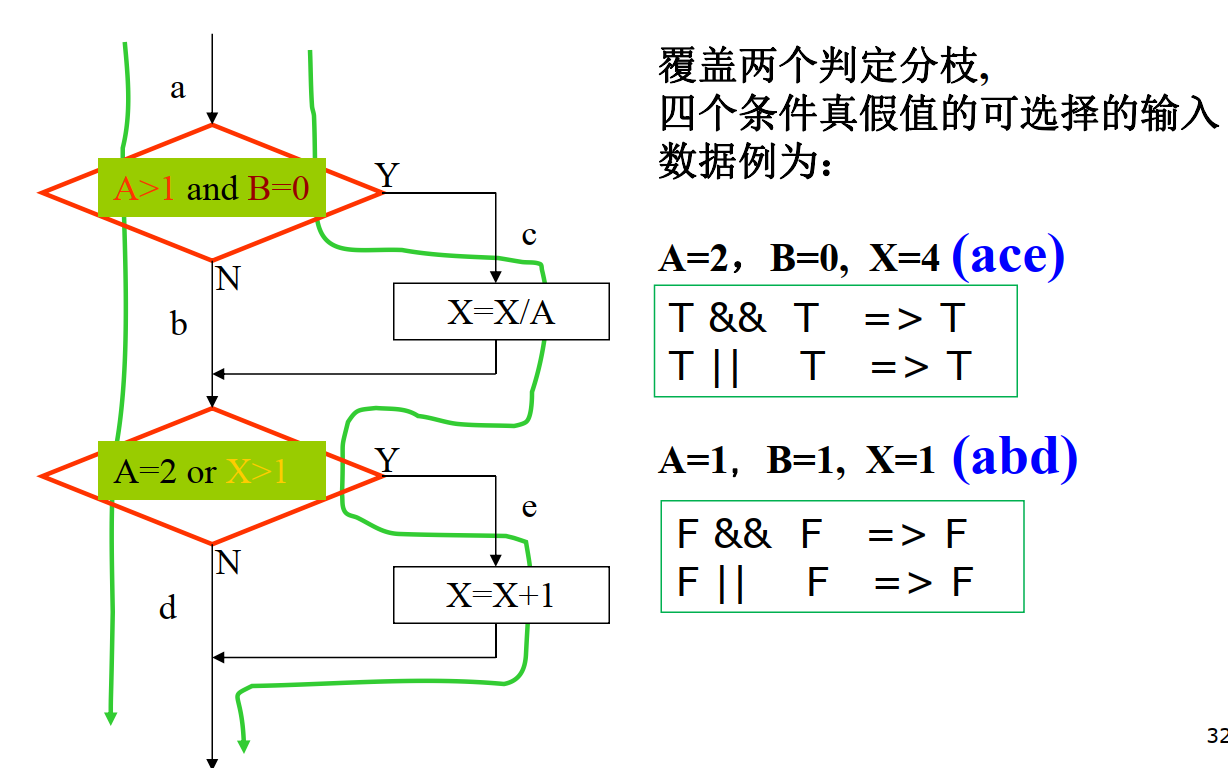 覆盖两个判定分枝,
四个条件真假值的可选择的输入
数据例为：
a
A>1 and B=0
Y
c
N
X=X/A
b
A=2 or X>1
Y
e
N
X=X+1
d
A=2，B=0, X=4 (ace)
T && T => T
T || T => T
A=1, B=1, X=1 (abd)
F && F => F
F || F => F
32